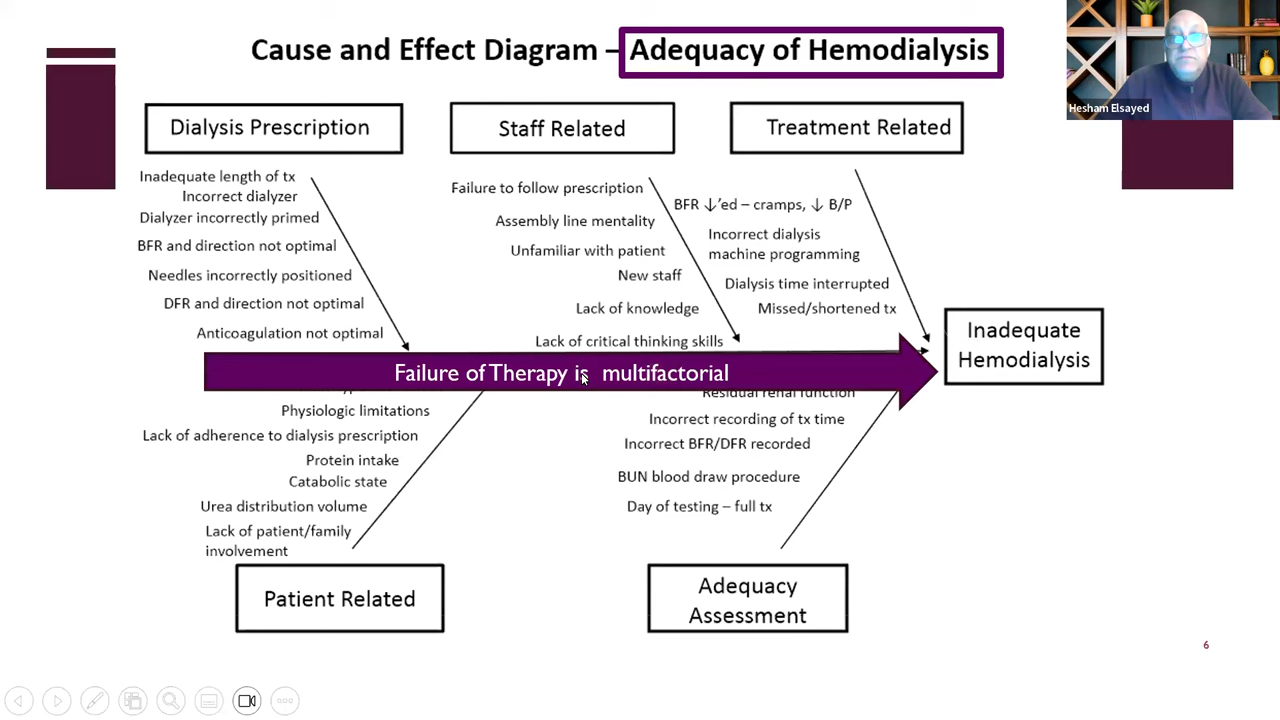 Cause and Effect Diagram – Adequacy of Hemodialysis
Hesham Elsayed
Dialysis Prescription
Staff Related
Treatment Related
Inadequate length of tx
Incorrect dialyzer
Dialyzer incorrectly primed
BFR and direction not optimal
Needles incorrectly positioned
DFR and direction not optimal
Anticoagulation not optimal
Failure to follow prescription
Assembly line mentality
Unfamiliar with patient
New staff
Lack of knowledge
Lack of critical thinking skills
BFR ↓'ed – cramps, ↓ B/P
Incorrect dialysis
machine programming
Dialysis time interrupted
Missed/shortened tx
Inadequate
Hemodialysis
Failure of Therapy is multifactorial
Physiologic limitations
Lack of adherence to dialysis prescription
Protein intake
Catabolic state
Urea distribution volume
Lack of patient/family
involvement
Residual renal function
Incorrect recording of tx time
Incorrect BFR/DFR recorded
BUN blood draw procedure
Day of testing – full tx
Patient Related
Adequacy
Assessment
6